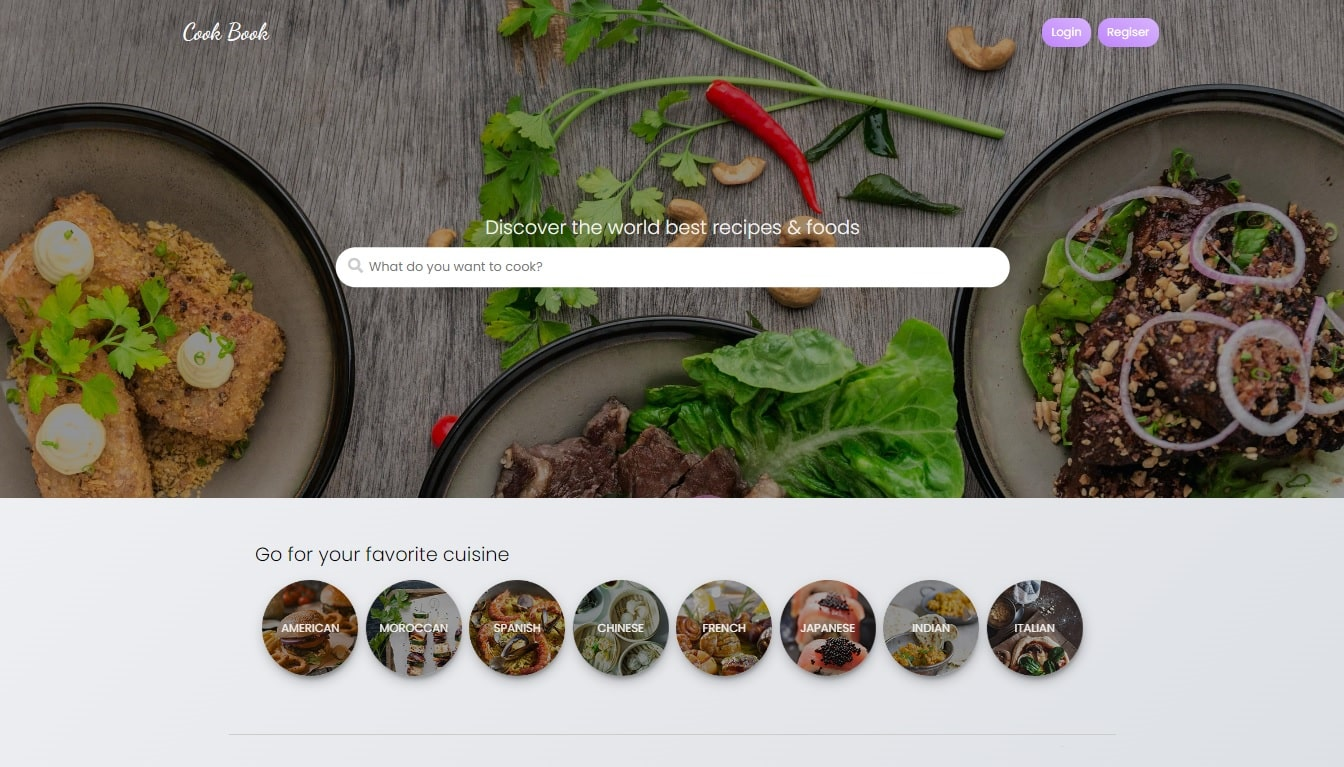 Cook Book
Login
Regiser
Discover the world best recipes & foods
What do you want to cook?
Go for your favorite cuisine
AMERICAN
MOROCCAN
SPANISH
CHINESE
FRENCH
JAPANESE
INDIAN
ITALIAN